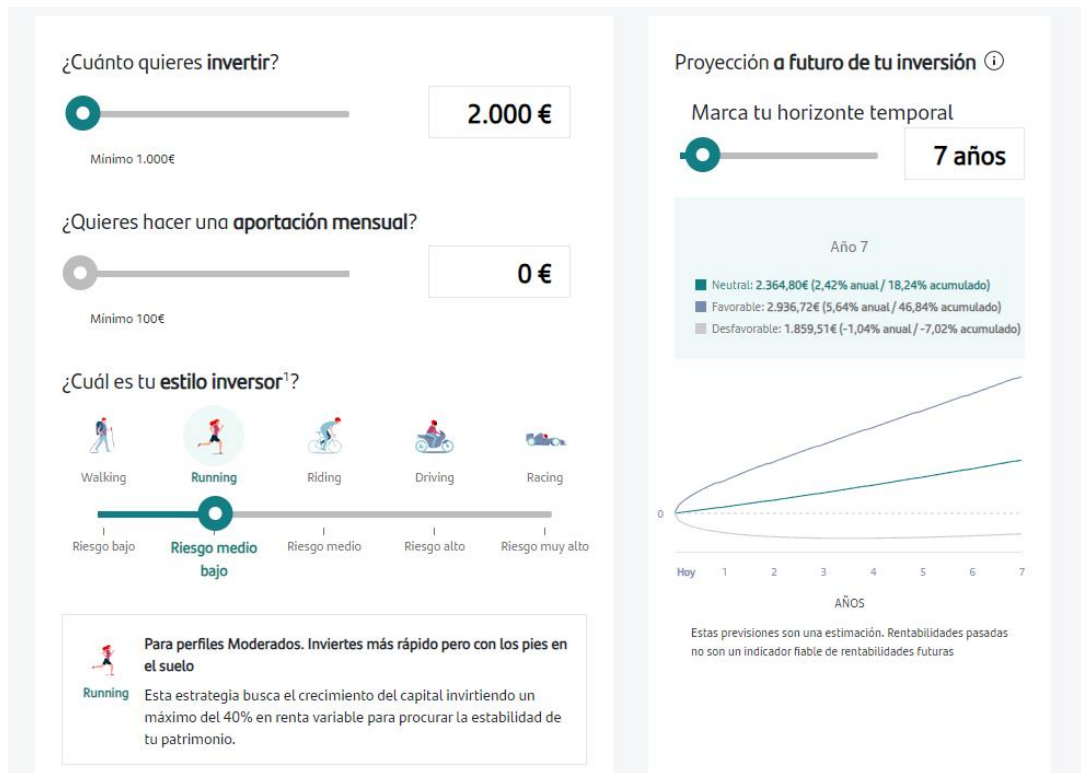 ¿Cuánto quieres invertir?
2.000 €
Mínimo 1.000€
¿Quieres hacer una aportación mensual?
0 €
Mínimo 100€
¿Cuál es tu estilo inversor¹?
Walking
Running
Riding
Driving
Racing
Riesgo bajo
Riesgo medio
bajo
Riesgo medio
Riesgo alto
Riesgo muy alto
Running
Para perfiles Moderados. Inviertes más rápido pero con los pies en
el suelo
Esta estrategia busca el crecimiento del capital invirtiendo un
máximo del 40% en renta variable para procurar la estabilidad de
tu patrimonio.
Proyección a futuro de tu inversión
Marca tu horizonte temporal
7 años
Año 7
Neutral: 2.364,80€ (2,42% anual / 18,24% acumulado)
Favorable: 2.936,72€ (5,64% anual / 46,84% acumulado)
Desfavorable: 1.859,51€ (-1,04% anual / -7,02% acumulado)
0
Hoy 1 2 3 4 5 6 7
AÑOS
Estas previsiones son una estimación. Rentabilidades pasadas
no son un indicador fiable de rentabilidades futuras